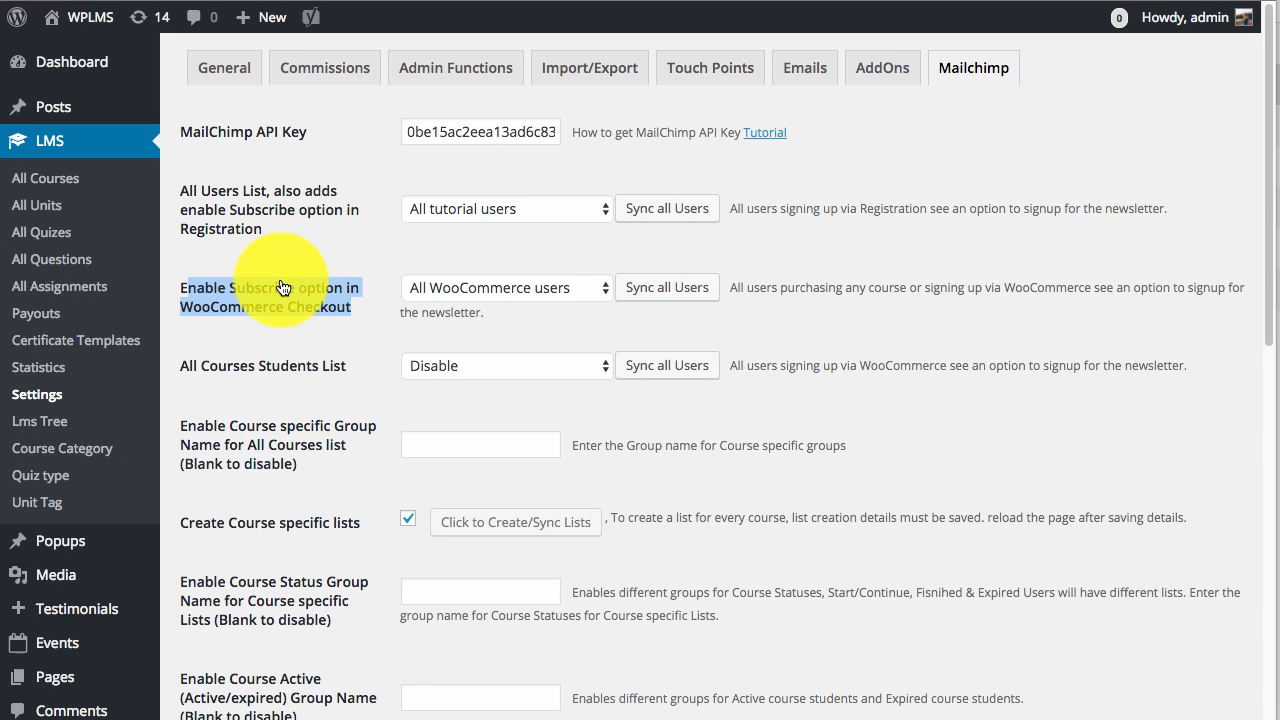 WPLMS 14 0 New 0 Howdy, admin
Dashboard
Posts
LMS
All Courses
All Units
All Quizes
All Questions
All Assignments
Payouts
Certificate Templates
Statistics
Settings
Lms Tree
Course Category
Quiz type
Unit Tag
Popups
Media
Testimonials
Events
Pages
Comments
General Commissions Admin Functions Import/Export Touch Points Emails AddOns Mailchimp
MailChimp API Key 0be15ac2eea13ad6c83 How to get MailChimp API Key Tutorial
All Users List, also adds
enable Subscribe option in
Registration
All tutorial users Sync all Users All users signing up via Registration see an option to signup for the newsletter.
Enable Subscribe option in
WooCommerce Checkout
All WooCommerce users Sync all Users All users purchasing any course or signing up via WooCommerce see an option to signup for
the newsletter.
All Courses Students List Disable Sync all Users All users signing up via WooCommerce see an option to signup for the newsletter.
Enable Course specific Group
Name for All Courses list
(Blank to disable)
Enter the Group name for Course specific groups
Create Course specific lists Click to Create/Sync Lists , To create a list for every course, list creation details must be saved. reload the page after saving details.
Enable Course Status Group
Name for Course specific
Lists (Blank to disable)
Enables different groups for Course Statuses, Start/Continue, Fisnihed & Expired Users will have different lists. Enter the
group name for Course Statuses for Course specific Lists.
Enable Course Active
(Active/expired) Group Name
(Blank to disable)
Enables different groups for Active course students and Expired course students.